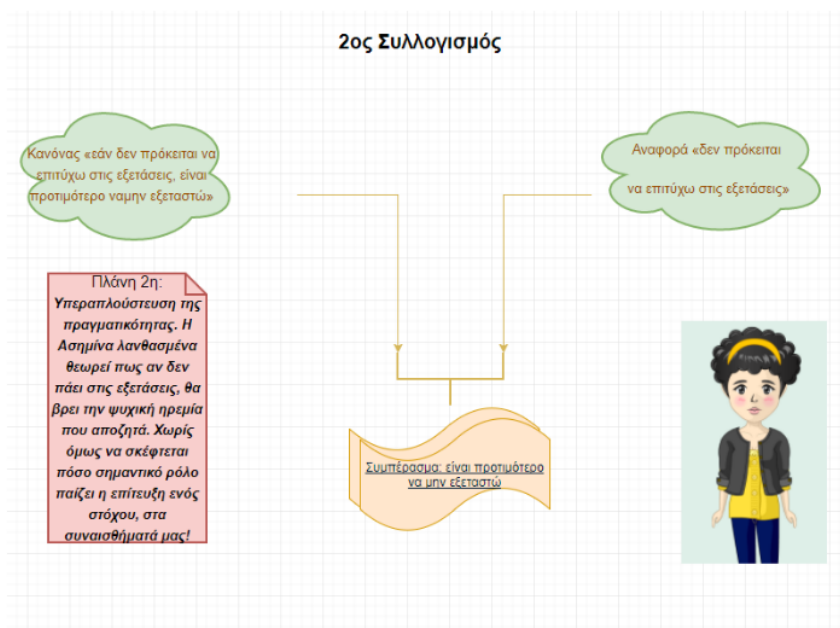 2ος Συλλογισμός
Κανόνας «εάν δεν πρόκειται να
επιτύχω στις εξετάσεις, είναι
προτιμότερο ναμην εξεταστώ»
Αναφορά «δεν πρόκειται
να επιτύχω στις εξετάσεις»
Πλάνη 2η:
Υπεραπλούστευση της
πραγματικότητας. Η
Ασημίνα λανθασμένα
θεωρεί πως αν δεν
πάει στις εξετάσεις, θα
βρει την ψυχική ηρεμία
που αποζητά. Χωρίς
όμως να σκέφτεται
πόσο σημαντικό ρόλο
παίζει η επίτευξη ενός
στόχου, στα
συναισθήματά μας!
Συμπέρασμα: είναι προτιμότερο
να μην εξεταστώ